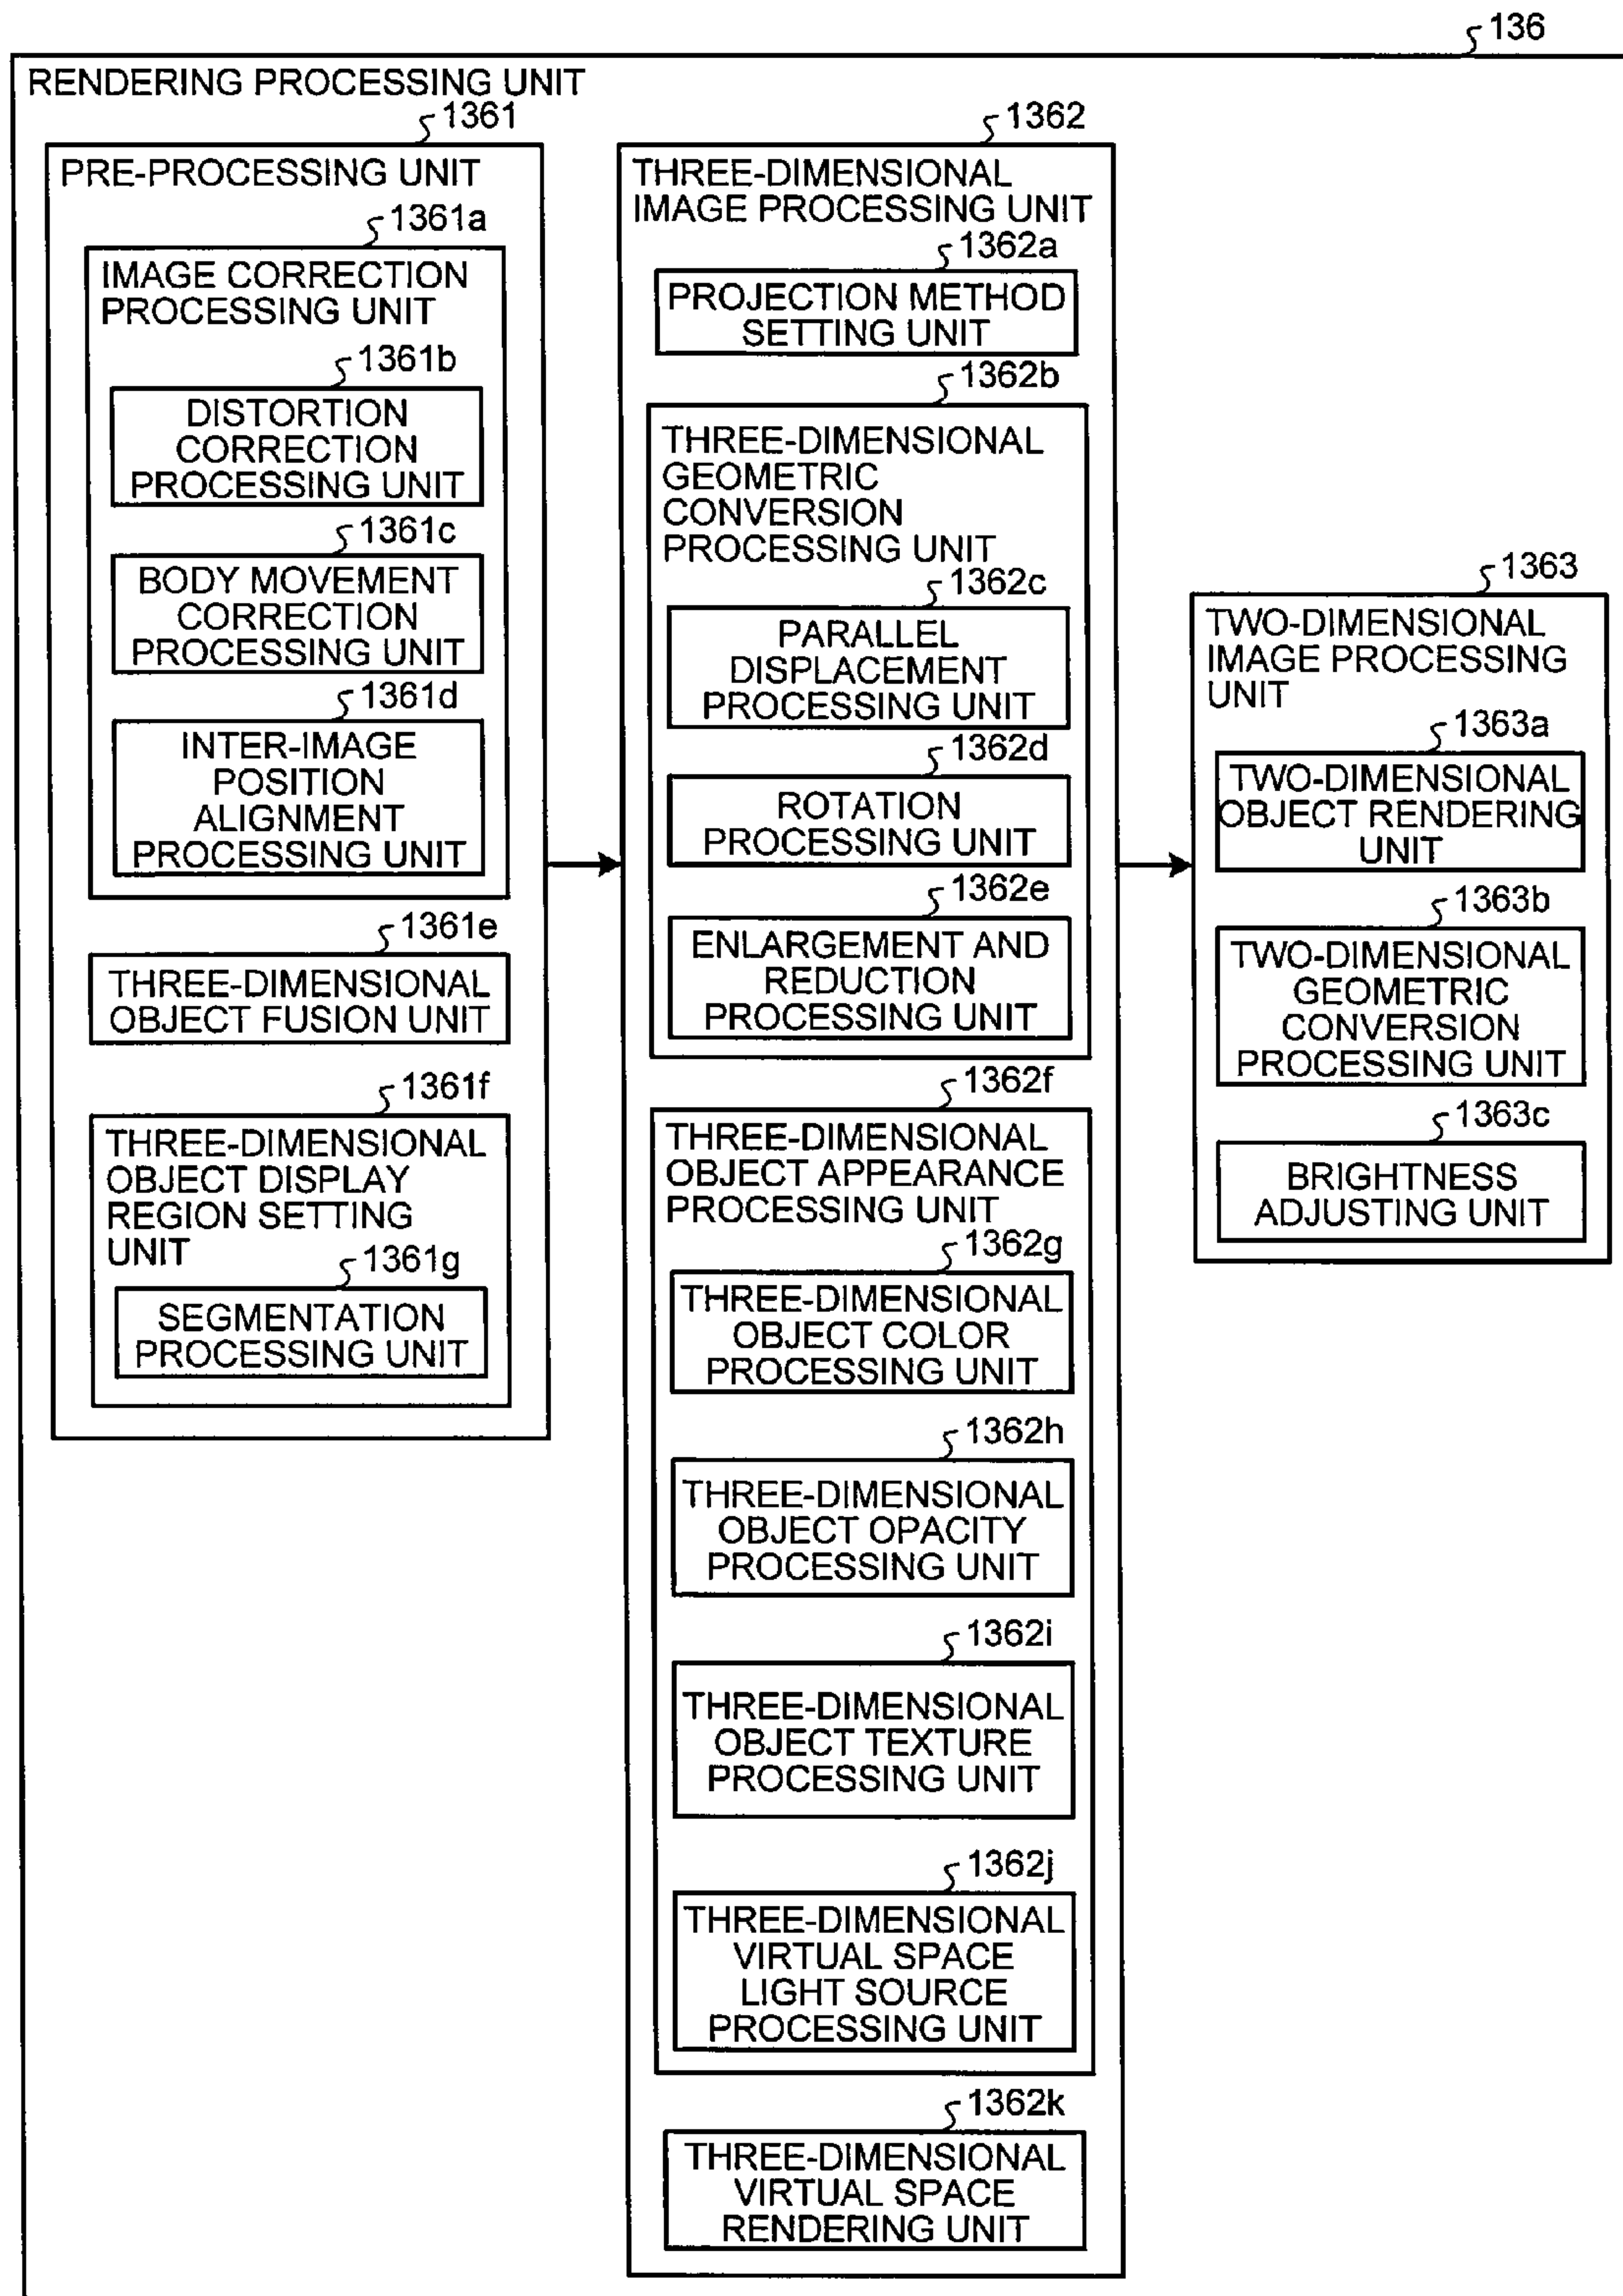 136
RENDERING PROCESSING UNIT
1361
PRE-PROCESSING UNIT
1361a
IMAGE CORRECTION
PROCESSING UNIT
1361b
DISTORTION
CORRECTION
PROCESSING UNIT
1361c
BODY MOVEMENT
CORRECTION
PROCESSING UNIT
1361d
INTER-IMAGE
POSITION
ALIGNMENT
PROCESSING UNIT
1361e
THREE-DIMENSIONAL
OBJECT FUSION UNIT
1361f
THREE-DIMENSIONAL
OBJECT DISPLAY
REGION SETTING
UNIT
1361g
SEGMENTATION
PROCESSING UNIT
1362
THREE-DIMENSIONAL
IMAGE PROCESSING UNIT
1362a
PROJECTION METHOD
SETTING UNIT
1362b
THREE-DIMENSIONAL
GEOMETRIC
CONVERSION
PROCESSING UNIT
1362c
PARALLEL
DISPLACEMENT
PROCESSING UNIT
1362d
ROTATION
PROCESSING UNIT
1362e
ENLARGEMENT AND
REDUCTION
PROCESSING UNIT
1362f
THREE-DIMENSIONAL
OBJECT APPEARANCE
PROCESSING UNIT
1362g
THREE-DIMENSIONAL
OBJECT COLOR
PROCESSING UNIT
1362h
THREE-DIMENSIONAL
OBJECT OPACITY
PROCESSING UNIT
1362i
THREE-DIMENSIONAL
OBJECT TEXTURE
PROCESSING UNIT
1362j
THREE-DIMENSIONAL
VIRTUAL SPACE
LIGHT SOURCE
PROCESSING UNIT
1362k
THREE-DIMENSIONAL
VIRTUAL SPACE
RENDERING UNIT
1363
TWO-DIMENSIONAL
IMAGE PROCESSING
UNIT
1363a
TWO-DIMENSIONAL
OBJECT RENDERING
UNIT
1363b
TWO-DIMENSIONAL
GEOMETRIC
CONVERSION
PROCESSING UNIT
1363c
BRIGHTNESS
ADJUSTING UNIT